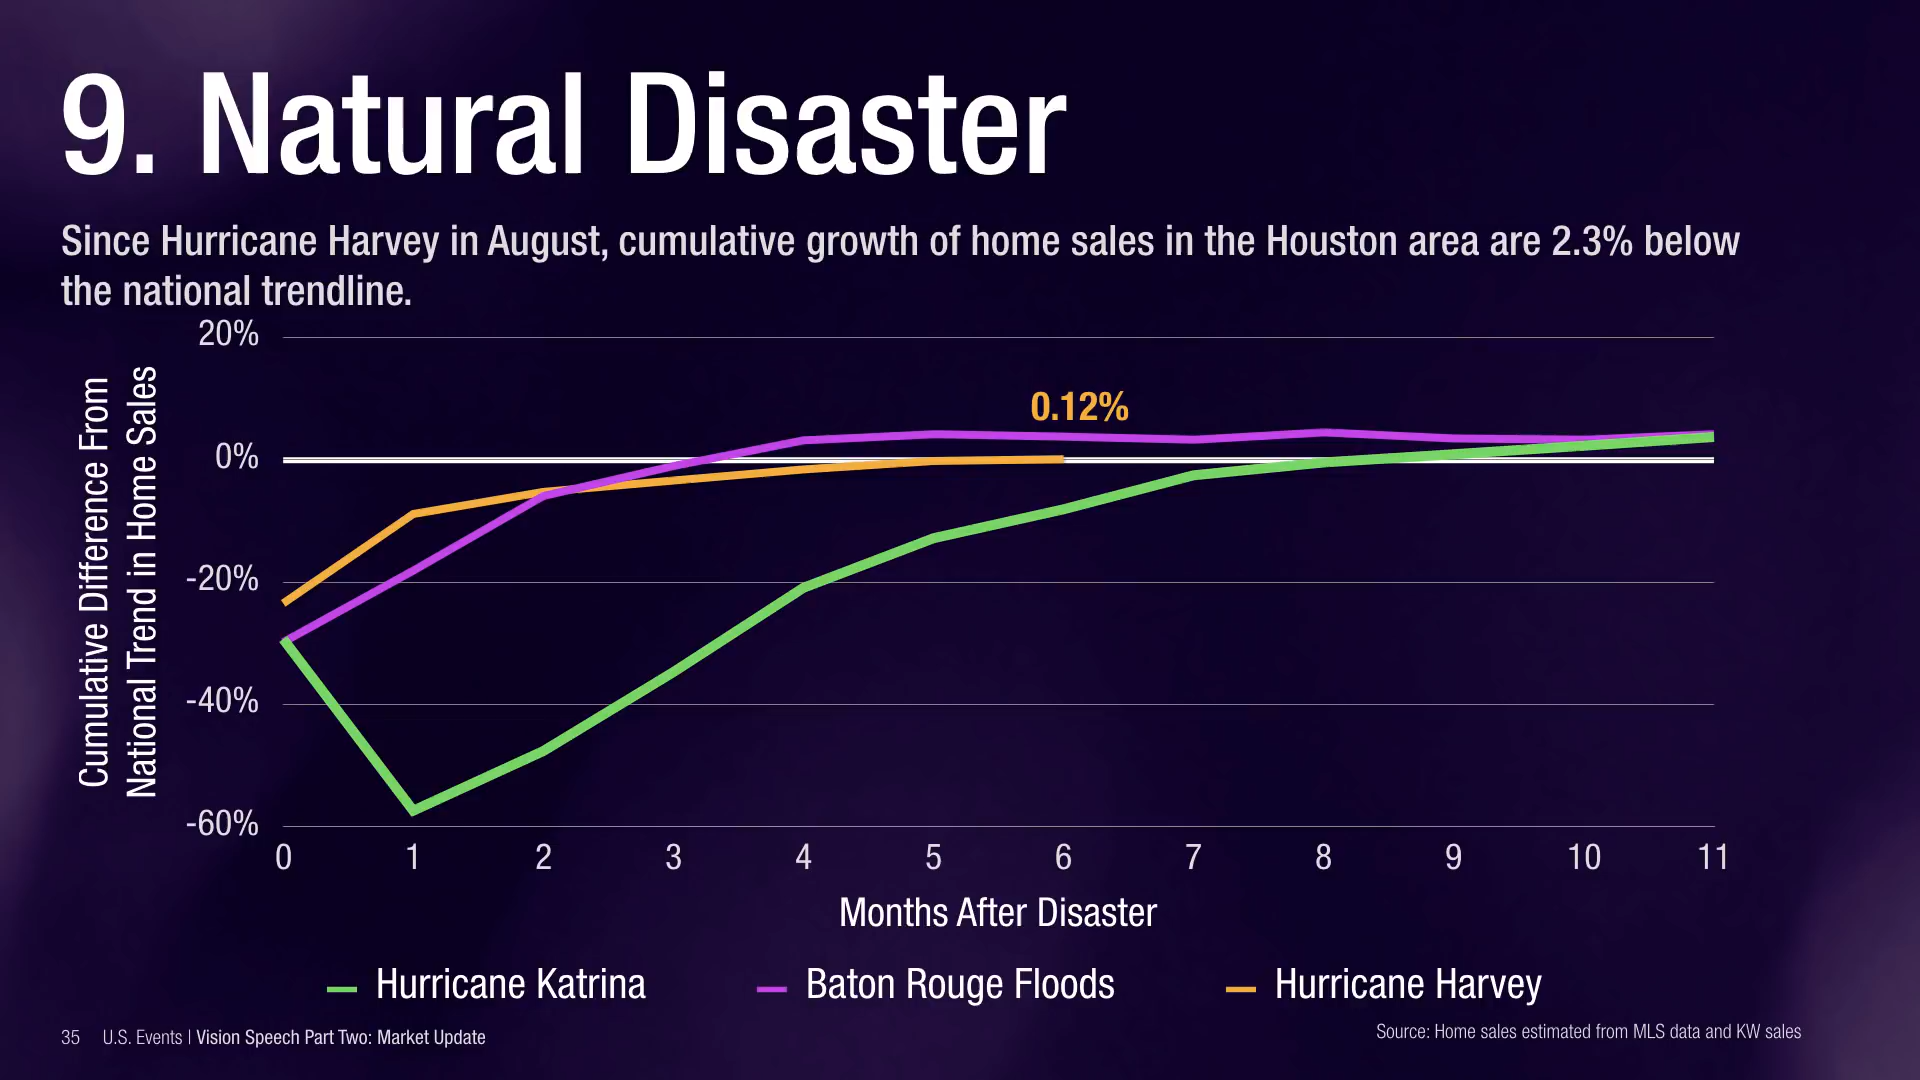 9. Natural Disaster
Since Hurricane Harvey in August, cumulative growth of home sales in the Houston area are 2.3% below
the national trendline.
Cumulative Difference From
National Trend in Home Sales
20%
0%
-20%
-40%
-60%
0.12%
0 1 2 3 4 5 6 7 8 9 10 11
Months After Disaster
Hurricane Katrina Baton Rouge Floods Hurricane Harvey
35 U.S. Events | Vision Speech Part Two: Market Update
Source: Home sales estimated from MLS data and KW sales